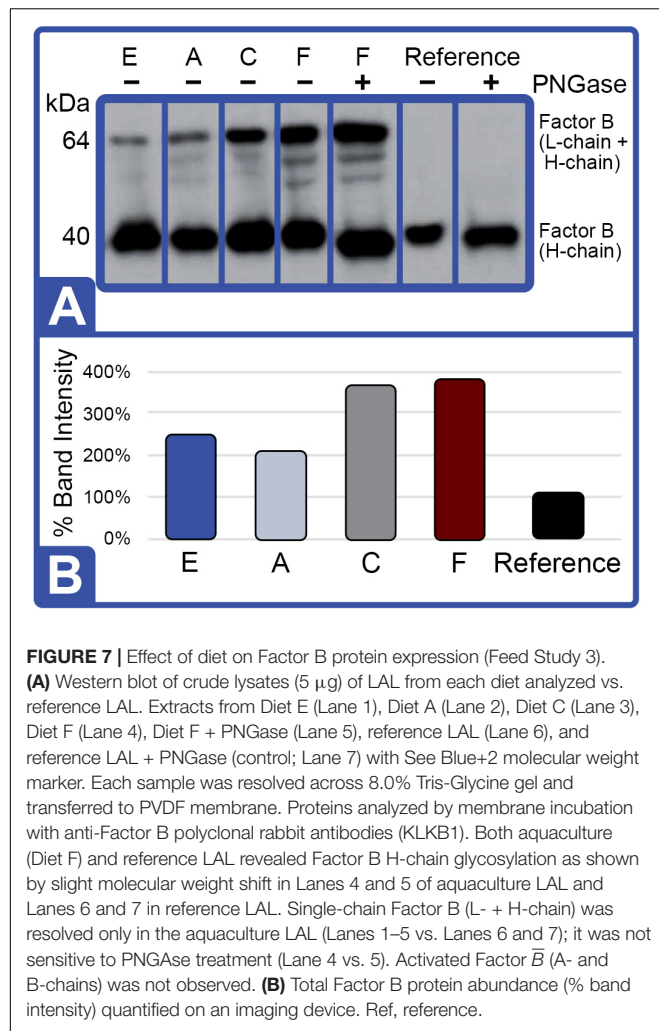 E A C F F Reference
− − − − + − + PNGase
kDa
64
40
Factor B
(L-chain +
H-chain)
Factor B
(H-chain)
A
% Band Intensity
400%
300%
200%
100%
0%
E A C F Reference
B
FIGURE 7 | Effect of diet on Factor B protein expression (Feed Study 3).
(A) Western blot of crude lysates (5 μg) of LAL from each diet analyzed vs.
reference LAL. Extracts from Diet E (Lane 1), Diet A (Lane 2), Diet C (Lane 3),
Diet F (Lane 4), Diet F + PNGase (Lane 5), reference LAL (Lane 6), and
reference LAL + PNGase (control; Lane 7) with See Blue+2 molecular weight
marker. Each sample was resolved across 8.0% Tris-Glycine gel and
transferred to PVDF membrane. Proteins analyzed by membrane incubation
with anti-Factor B polyclonal rabbit antibodies (KLKB1). Both aquaculture
(Diet F) and reference LAL revealed Factor B H-chain glycosylation as shown
by slight molecular weight shift in Lanes 4 and 5 of aquaculture LAL and
Lanes 6 and 7 in reference LAL. Single-chain Factor B (L- + H-chain) was
resolved only in the aquaculture LAL (Lanes 1–5 vs. Lanes 6 and 7); it was not
sensitive to PNGAse treatment (Lane 4 vs. 5). Activated Factor B̅ (A- and
B-chains) was not observed. (B) Total Factor B protein abundance (% band
intensity) quantified on an imaging device. Ref, reference.